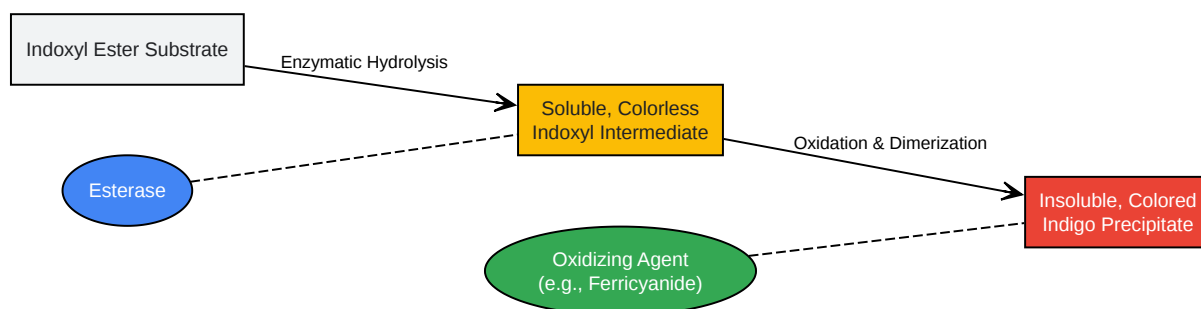 Indoxyl Ester Substrate
Enzymatic Hydrolysis
Soluble, Colorless
Indoxyl Intermediate
Oxidation & Dimerization
Esterase
Insoluble, Colored
Indigo Precipitate
Oxidizing Agent
(e.g., Ferricyanide)